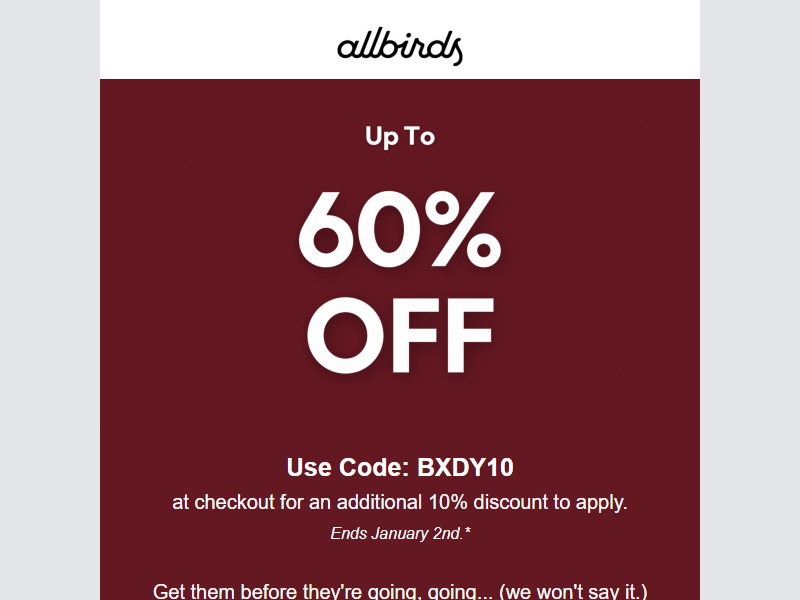 allbirds
Up To
60%
OFF
Use Code: BXDY10
at checkout for an additional 10% discount to apply.
Ends January 2nd.*
Get them before they're going, going... (we won't say it.)